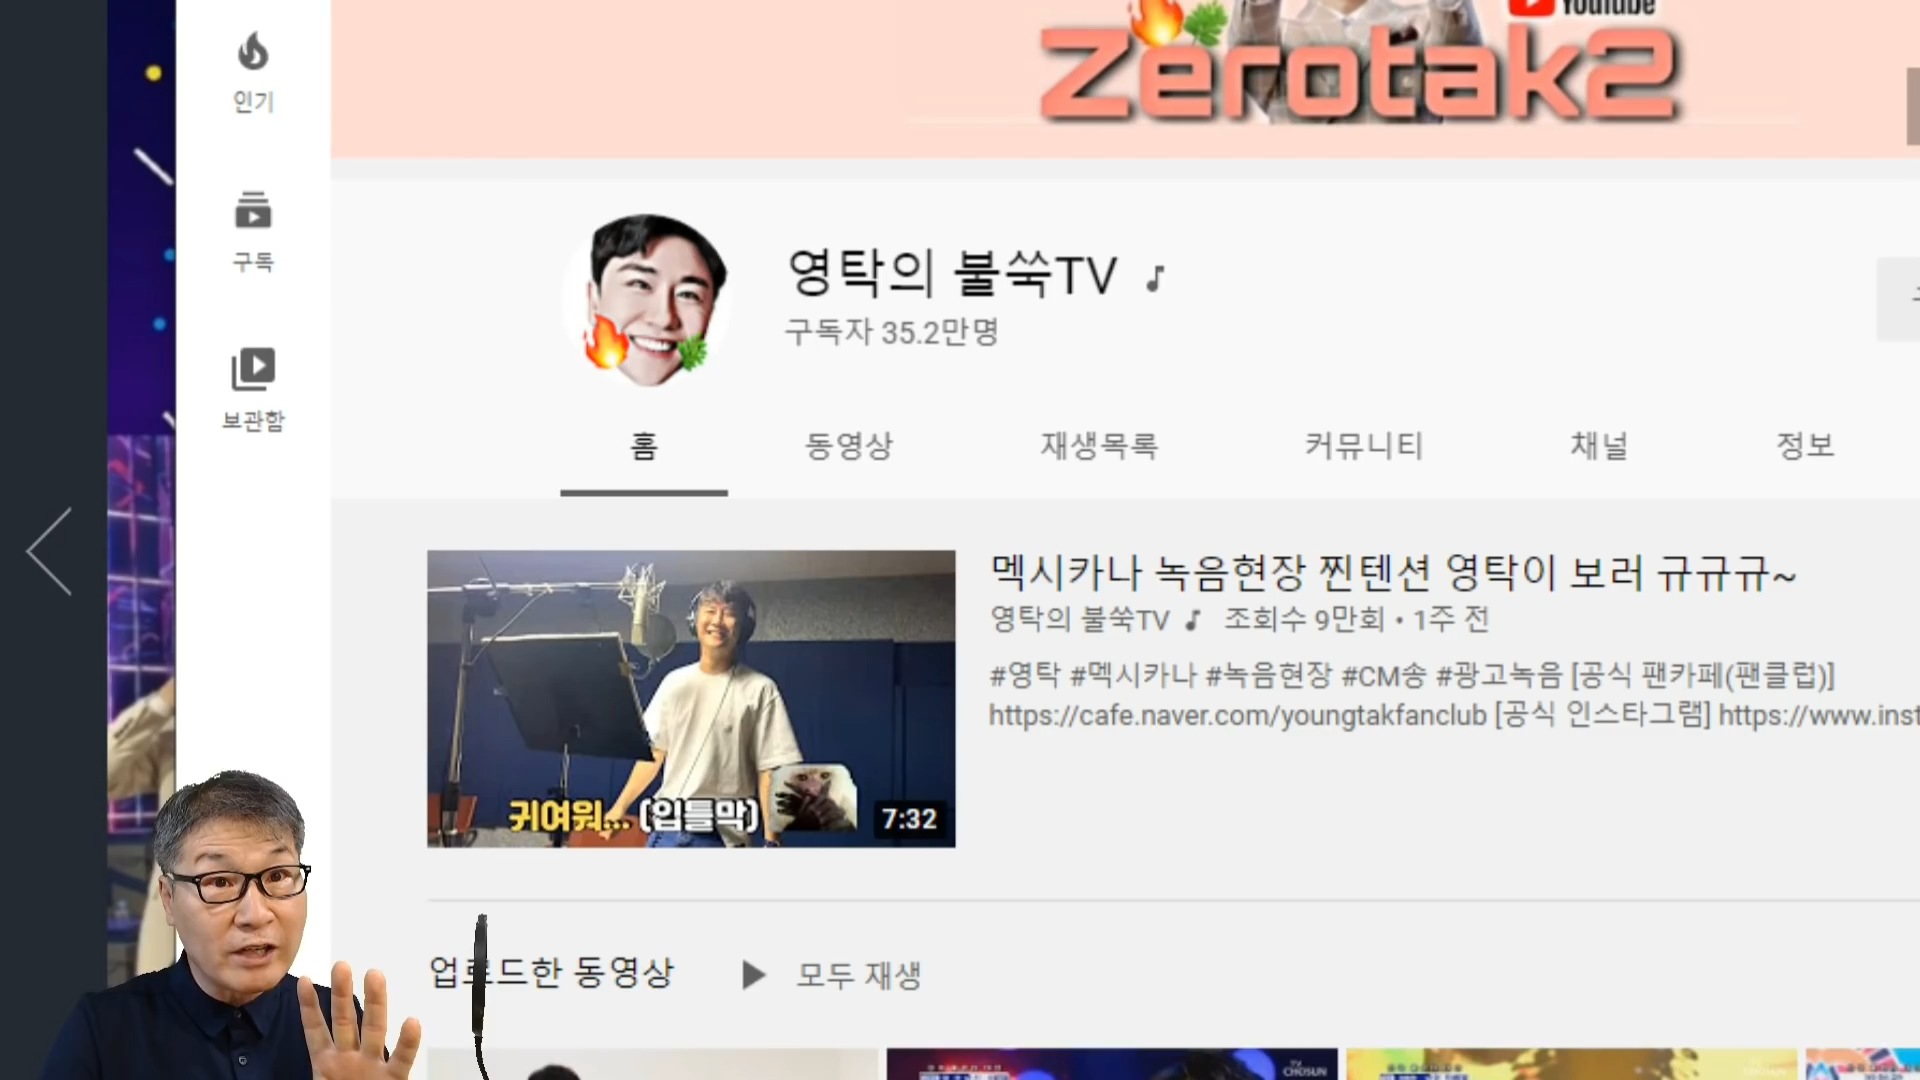 인기
구독
보관함
YouTube
Zerotak2
영탁의 불쑥TV
구독자 35.2만명
홈 동영상 재생목록 커뮤니티 채널 정보
멕시카나 녹음현장 찐텐션 영탁이 보러 규규규~
영탁의 불쑥TV 조회수 9만회 • 1주 전
#영탁 #멕시카나 #녹음현장 #CM송 #광고녹음 [공식 팬카페(팬클럽)]
https://cafe.naver.com/youngtakfanclub [공식 인스타그램] https://www.inst
귀여워... (입틀막)
7:32
업로드한 동영상 모두 재생
CHOSUN